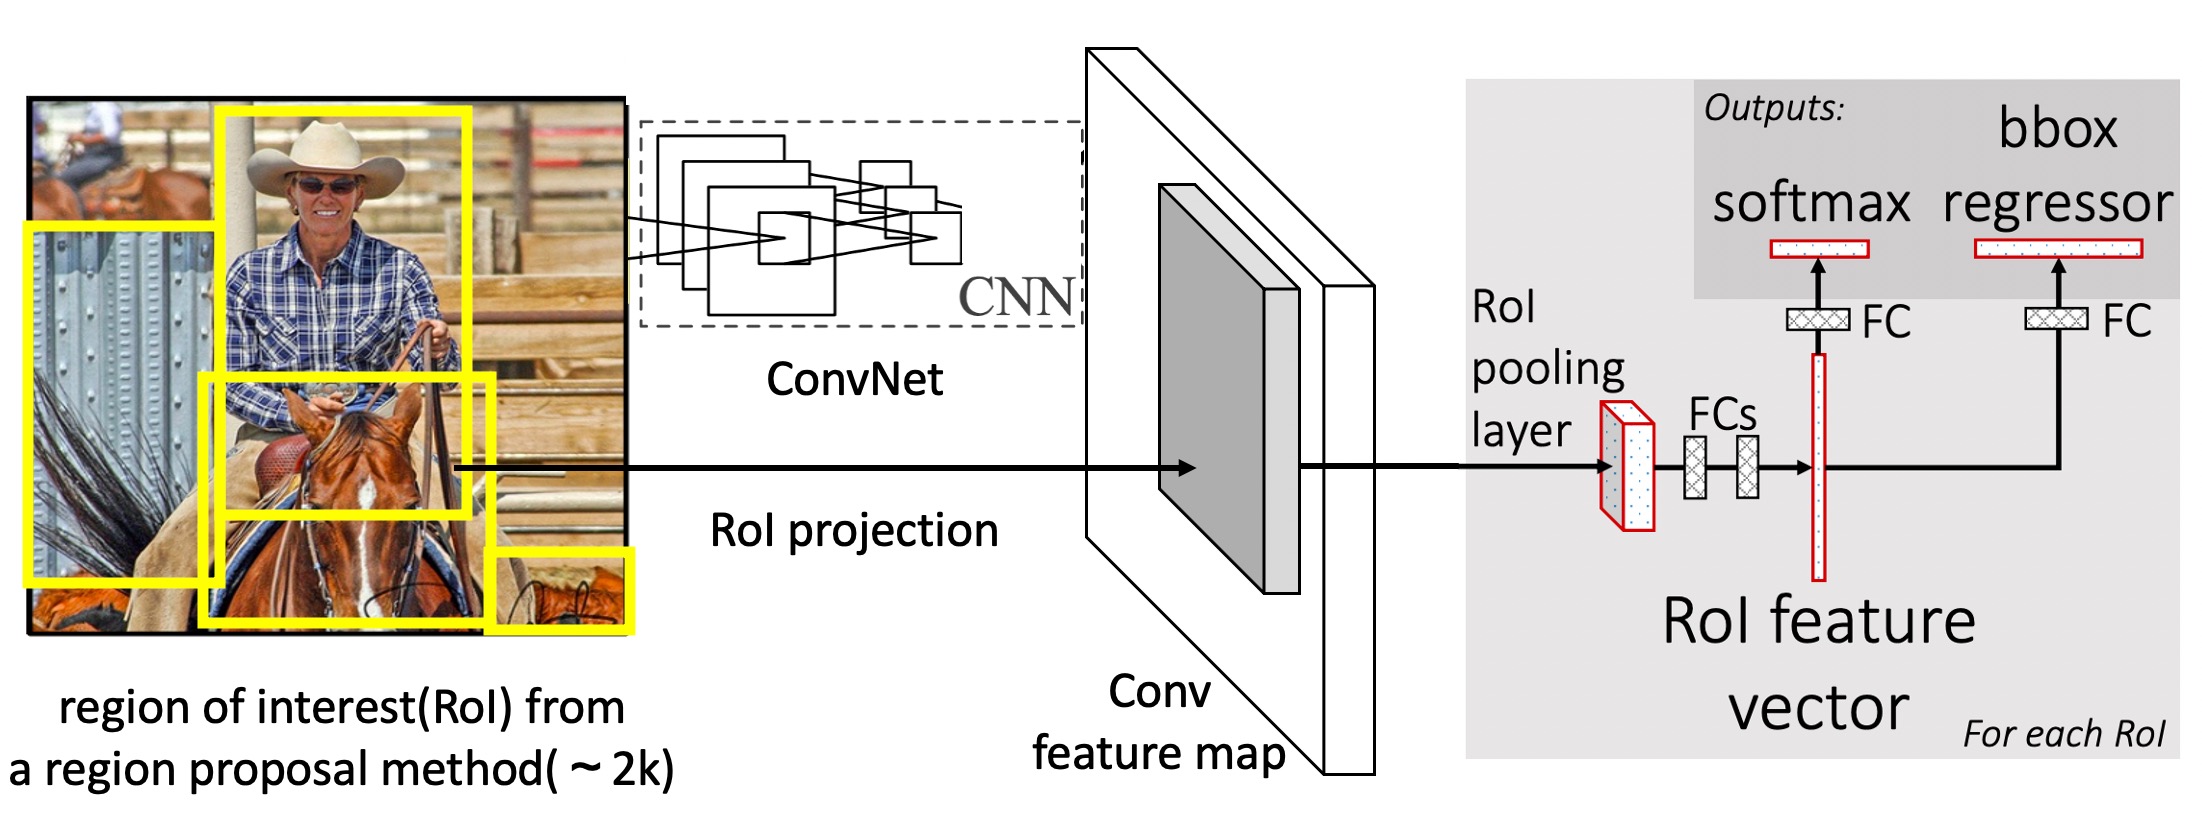 region of interest(RoI) from
a region proposal method( ~ 2k)
CNN
ConvNet
RoI projection
Conv
feature map
RoI
pooling
layer
FCs
Outputs:
softmax
bbox
regressor
FC
FC
RoI feature
vector
For each RoI